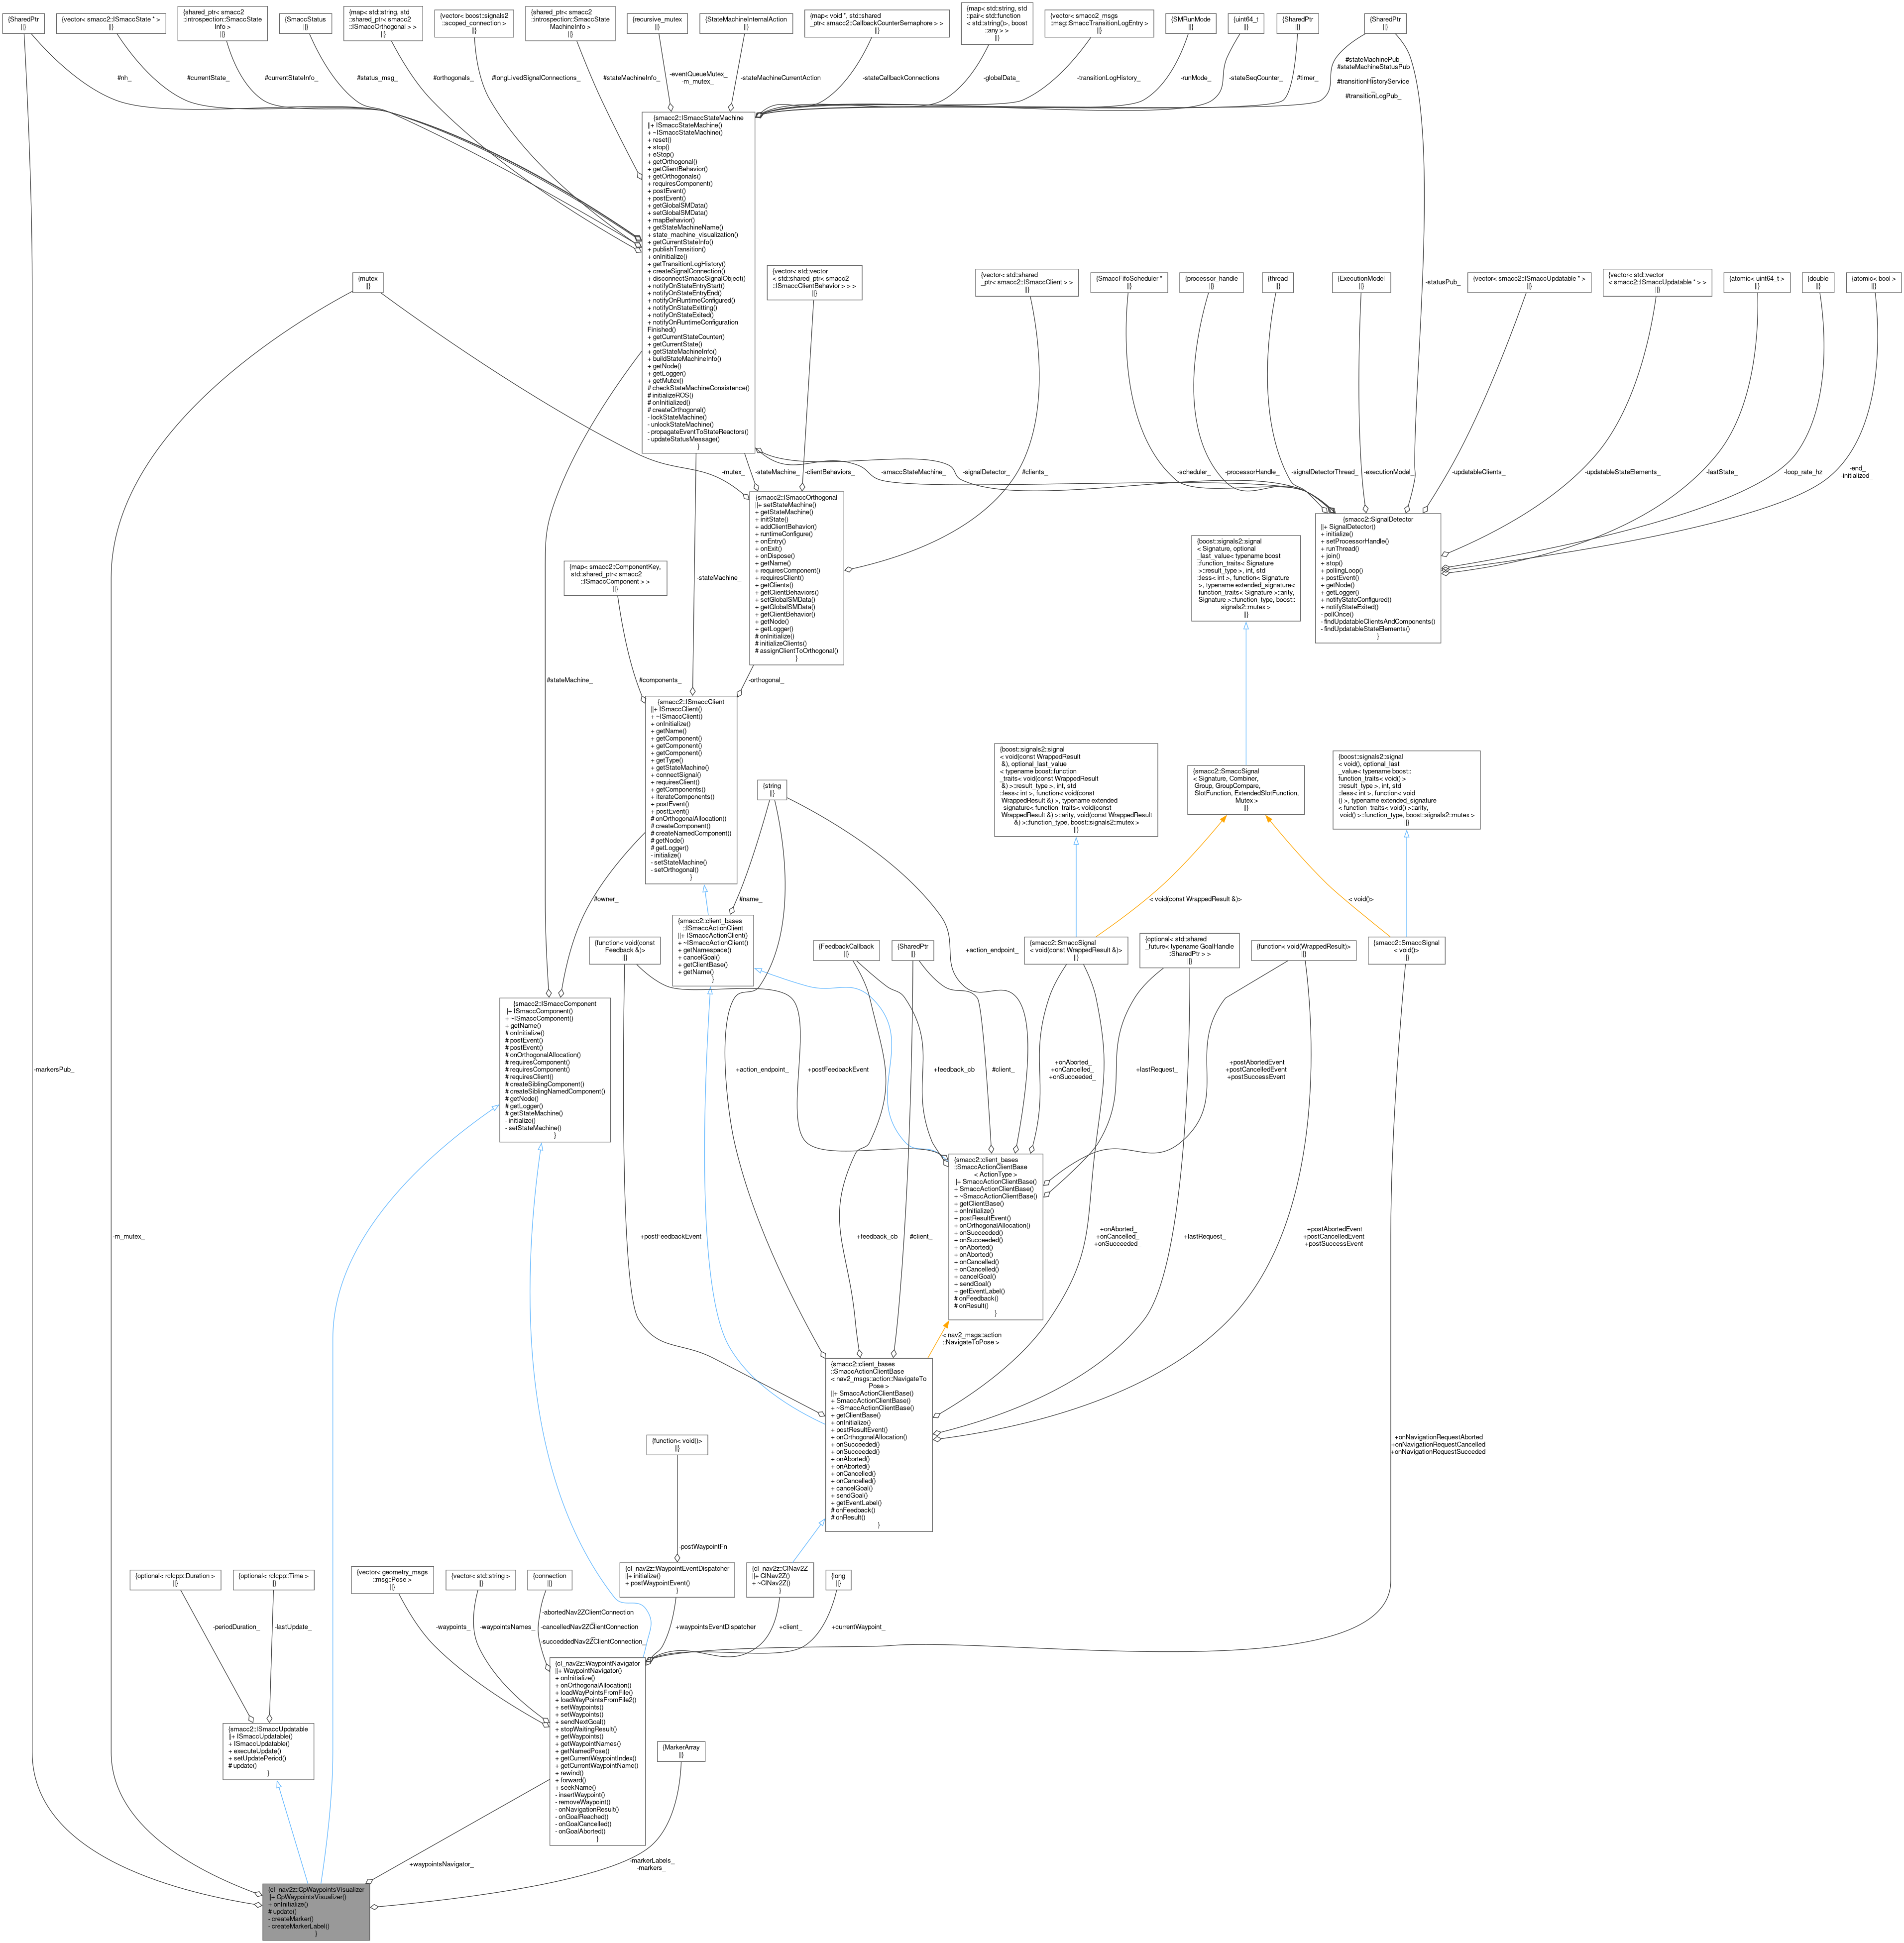 {SharedPtr
||}
{vector< smacc2::ISmaccState * >
||}
{shared_ptr< smacc2
::introspection::SmaccState
Info >
||}
{SmaccStatus
||}
{map< std::string, std
::shared_ptr< smacc2
::ISmaccOrthogonal > >
||}
{vector< boost::signals2
::scoped_connection >
||}
{shared_ptr< smacc2
::introspection::SmaccState
MachineInfo >
||}
{recursive_mutex
||}
{StateMachineInternalAction
||}
{map< void *, std::shared
_ptr< smacc2::CallbackCounterSemaphore > >
||}
{map< std::string, std
::pair< std::function
< std::string()>, boost
::any > >
||}
{vector< smacc2_msgs
::msg::SmaccTransitionLogEntry >
||}
{SMRunMode
||}
{uint64_t
||}
{SharedPtr
||}
{SharedPtr
||}
#nh_
#currentState_
#currentStateInfo_
#status_msg_
#orthogonals_
#longLivedSignalConnections_
#stateMachineInfo_
-eventQueueMutex_
-m_mutex_
-stateMachineCurrentAction
-stateCallbackConnections
-globalData_
-transitionLogHistory_
-runMode_
-stateSeqCounter_
#timer_
#stateMachinePub_
#stateMachineStatusPub
_
#transitionHistoryService
_
#transitionLogPub_
{smacc2::ISmaccStateMachine
||+ ISmaccStateMachine()
+ ~ISmaccStateMachine()
+ reset()
+ stop()
+ eStop()
+ getOrthogonal()
+ getClientBehavior()
+ getOrthogonals()
+ requiresComponent()
+ postEvent()
+ postEvent()
+ getGlobalSMData()
+ setGlobalSMData()
+ mapBehavior()
+ getStateMachineName()
+ state_machine_visualization()
+ getCurrentStateInfo()
+ publishTransition()
+ onInitialize()
+ getTransitionLogHistory()
+ createSignalConnection()
+ disconnectSmaccSignalObject()
+ notifyOnStateEntryStart()
+ notifyOnStateEntryEnd()
+ notifyOnRuntimeConfigured()
+ notifyOnStateExitting()
+ notifyOnStateExited()
+ notifyOnRuntimeConfiguration
Finished()
+ getCurrentStateCounter()
+ getCurrentState()
+ getStateMachineInfo()
+ buildStateMachineInfo()
+ getNode()
+ getLogger()
+ getMutex()
# checkStateMachineConsistence()
# initializeROS()
# onInitialized()
# createOrthogonal()
- lockStateMachine()
- unlockStateMachine()
- propagateEventToStateReactors()
- updateStatusMessage()
}
{mutex
||}
{vector< std::vector
< std::shared_ptr< smacc2
::ISmaccClientBehavior > > >
||}
{vector< std::shared
_ptr< smacc2::ISmaccClient > >
||}
{SmaccFifoScheduler *
||}
{processor_handle
||}
{thread
||}
{ExecutionModel
||}
-statusPub_
{vector< smacc2::ISmaccUpdatable * >
||}
{vector< std::vector
< smacc2::ISmaccUpdatable * > >
||}
{atomic< uint64_t >
||}
{double
||}
{atomic< bool >
||}
-mutex_
-stateMachine_
-clientBehaviors_
-smaccStateMachine_
-signalDetector_
#clients_
-scheduler_
-processorHandle_
-signalDetectorThread_
-executionModel_
-updatableClients_
-updatableStateElements_
-lastState_
-loop_rate_hz
-end_
-initialized_
{smacc2::ISmaccOrthogonal
||+ setStateMachine()
+ getStateMachine()
+ initState()
+ addClientBehavior()
+ runtimeConfigure()
+ onEntry()
+ onExit()
+ onDispose()
+ getName()
+ requiresComponent()
+ requiresClient()
+ getClients()
+ getClientBehaviors()
+ setGlobalSMData()
+ getGlobalSMData()
+ getClientBehavior()
+ getNode()
+ getLogger()
# onInitialize()
# initializeClients()
# assignClientToOrthogonal()
}
{smacc2::SignalDetector
||+ SignalDetector()
+ initialize()
+ setProcessorHandle()
+ runThread()
+ join()
+ stop()
+ pollingLoop()
+ postEvent()
+ getNode()
+ getLogger()
+ notifyStateConfigured()
+ notifyStateExited()
- pollOnce()
- findUpdatableClientsAndComponents()
- findUpdatableStateElements()
}
{boost::signals2::signal
< Signature, optional
_last_value< typename boost
::function_traits< Signature
>::result_type >, int, std
::less< int >, function< Signature
>, typename extended_signature<
function_traits< Signature >::arity,
Signature >::function_type, boost::
signals2::mutex >
||}
{map< smacc2::ComponentKey,
std::shared_ptr< smacc2
::ISmaccComponent > >
||}
-stateMachine_
#stateMachine_
#components_
-orthogonal_
{smacc2::ISmaccClient
||+ ISmaccClient()
+ ~ISmaccClient()
+ onInitialize()
+ getName()
+ getComponent()
+ getComponent()
+ getComponent()
+ getType()
+ getStateMachine()
+ connectSignal()
+ requiresClient()
+ getComponents()
+ iterateComponents()
+ postEvent()
+ postEvent()
# onOrthogonalAllocation()
# createComponent()
# createNamedComponent()
# getNode()
# getLogger()
- initialize()
- setStateMachine()
- setOrthogonal()
}
{string
||}
{boost::signals2::signal
< void(const WrappedResult
&), optional_last_value
< typename boost::function
_traits< void(const WrappedResult
&) >::result_type >, int, std
::less< int >, function< void(const
WrappedResult &) >, typename extended
_signature< function_traits< void(const
WrappedResult &) >::arity, void(const WrappedResult
&) >::function_type, boost::signals2::mutex >
||}
{smacc2::SmaccSignal
< Signature, Combiner,
Group, GroupCompare,
SlotFunction, ExtendedSlotFunction,
Mutex >
||}
{boost::signals2::signal
< void(), optional_last
_value< typename boost::
function_traits< void() >
::result_type >, int, std
::less< int >, function< void
() >, typename extended_signature
< function_traits< void() >::arity,
void() >::function_type, boost::signals2::mutex >
||}
#owner_
#name_
< void(const WrappedResult &)>
< void()>
{smacc2::client_bases
::ISmaccActionClient
||+ ISmaccActionClient()
+ ~ISmaccActionClient()
+ getNamespace()
+ cancelGoal()
+ getClientBase()
+ getName()
}
{function< void(const
Feedback &)>
||}
{FeedbackCallback
||}
{SharedPtr
||}
+action_endpoint_
{smacc2::SmaccSignal
< void(const WrappedResult &)>
||}
{optional< std::shared
_future< typename GoalHandle
::SharedPtr > >
||}
{function< void(WrappedResult)>
||}
{smacc2::SmaccSignal
< void()>
||}
{smacc2::ISmaccComponent
||+ ISmaccComponent()
+ ~ISmaccComponent()
+ getName()
# onInitialize()
# postEvent()
# postEvent()
# onOrthogonalAllocation()
# requiresComponent()
# requiresComponent()
# requiresClient()
# createSiblingComponent()
# createSiblingNamedComponent()
# getNode()
# getLogger()
# getStateMachine()
- initialize()
- setStateMachine()
}
-markersPub_
+action_endpoint_
+postFeedbackEvent
+feedback_cb
#client_
+onAborted_
+onCancelled_
+onSucceeded_
+lastRequest_
+postAbortedEvent
+postCancelledEvent
+postSuccessEvent
{smacc2::client_bases
::SmaccActionClientBase
< ActionType >
||+ SmaccActionClientBase()
+ SmaccActionClientBase()
+ ~SmaccActionClientBase()
+ getClientBase()
+ onInitialize()
+ postResultEvent()
+ onOrthogonalAllocation()
+ onSucceeded()
+ onSucceeded()
+ onAborted()
+ onAborted()
+ onCancelled()
+ onCancelled()
+ cancelGoal()
+ sendGoal()
+ getEventLabel()
# onFeedback()
# onResult()
}
-m_mutex_
+postFeedbackEvent
+feedback_cb
#client_
+onAborted_
+onCancelled_
+onSucceeded_
+lastRequest_
+postAbortedEvent
+postCancelledEvent
+postSuccessEvent
< nav2_msgs::action
::NavigateToPose >
{smacc2::client_bases
::SmaccActionClientBase
< nav2_msgs::action::NavigateTo
Pose >
||+ SmaccActionClientBase()
+ SmaccActionClientBase()
+ ~SmaccActionClientBase()
+ getClientBase()
+ onInitialize()
+ postResultEvent()
+ onOrthogonalAllocation()
+ onSucceeded()
+ onSucceeded()
+ onAborted()
+ onAborted()
+ onCancelled()
+ onCancelled()
+ cancelGoal()
+ sendGoal()
+ getEventLabel()
# onFeedback()
# onResult()
}
+onNavigationRequestAborted
+onNavigationRequestCancelled
+onNavigationRequestSucceded
{function< void()>
||}
-postWaypointFn
{optional< rclcpp::Duration >
||}
{optional< rclcpp::Time >
||}
{vector< geometry_msgs
::msg::Pose >
||}
{vector< std::string >
||}
{connection
||}
{cl_nav2z::WaypointEventDispatcher
||+ initialize()
+ postWaypointEvent()
}
{cl_nav2z::ClNav2Z
||+ ClNav2Z()
+ ~ClNav2Z()
}
{long
||}
-periodDuration_
-lastUpdate_
-waypoints_
-waypointsNames_
-abortedNav2ZClientConnection
_
-cancelledNav2ZClientConnection
_
-succeddedNav2ZClientConnection_
+waypointsEventDispatcher
+client_
+currentWaypoint_
{cl_nav2z::WaypointNavigator
||+ WaypointNavigator()
+ onInitialize()
+ onOrthogonalAllocation()
+ loadWayPointsFromFile()
+ loadWayPointsFromFile2()
+ setWaypoints()
+ setWaypoints()
+ sendNextGoal()
+ stopWaitingResult()
+ getWaypoints()
+ getWaypointNames()
+ getNamedPose()
+ getCurrentWaypointIndex()
+ getCurrentWaypointName()
+ rewind()
+ forward()
+ seekName()
- insertWaypoint()
- removeWaypoint()
- onNavigationResult()
- onGoalReached()
- onGoalCancelled()
- onGoalAborted()
}
{smacc2::ISmaccUpdatable
||+ ISmaccUpdatable()
+ ISmaccUpdatable()
+ executeUpdate()
+ setUpdatePeriod()
# update()
}
{MarkerArray
||}
+waypointsNavigator_
-markerLabels_
-markers_
{cl_nav2z::CpWaypointsVisualizer
||+ CpWaypointsVisualizer()
+ onInitialize()
# update()
- createMarker()
- createMarkerLabel()
}